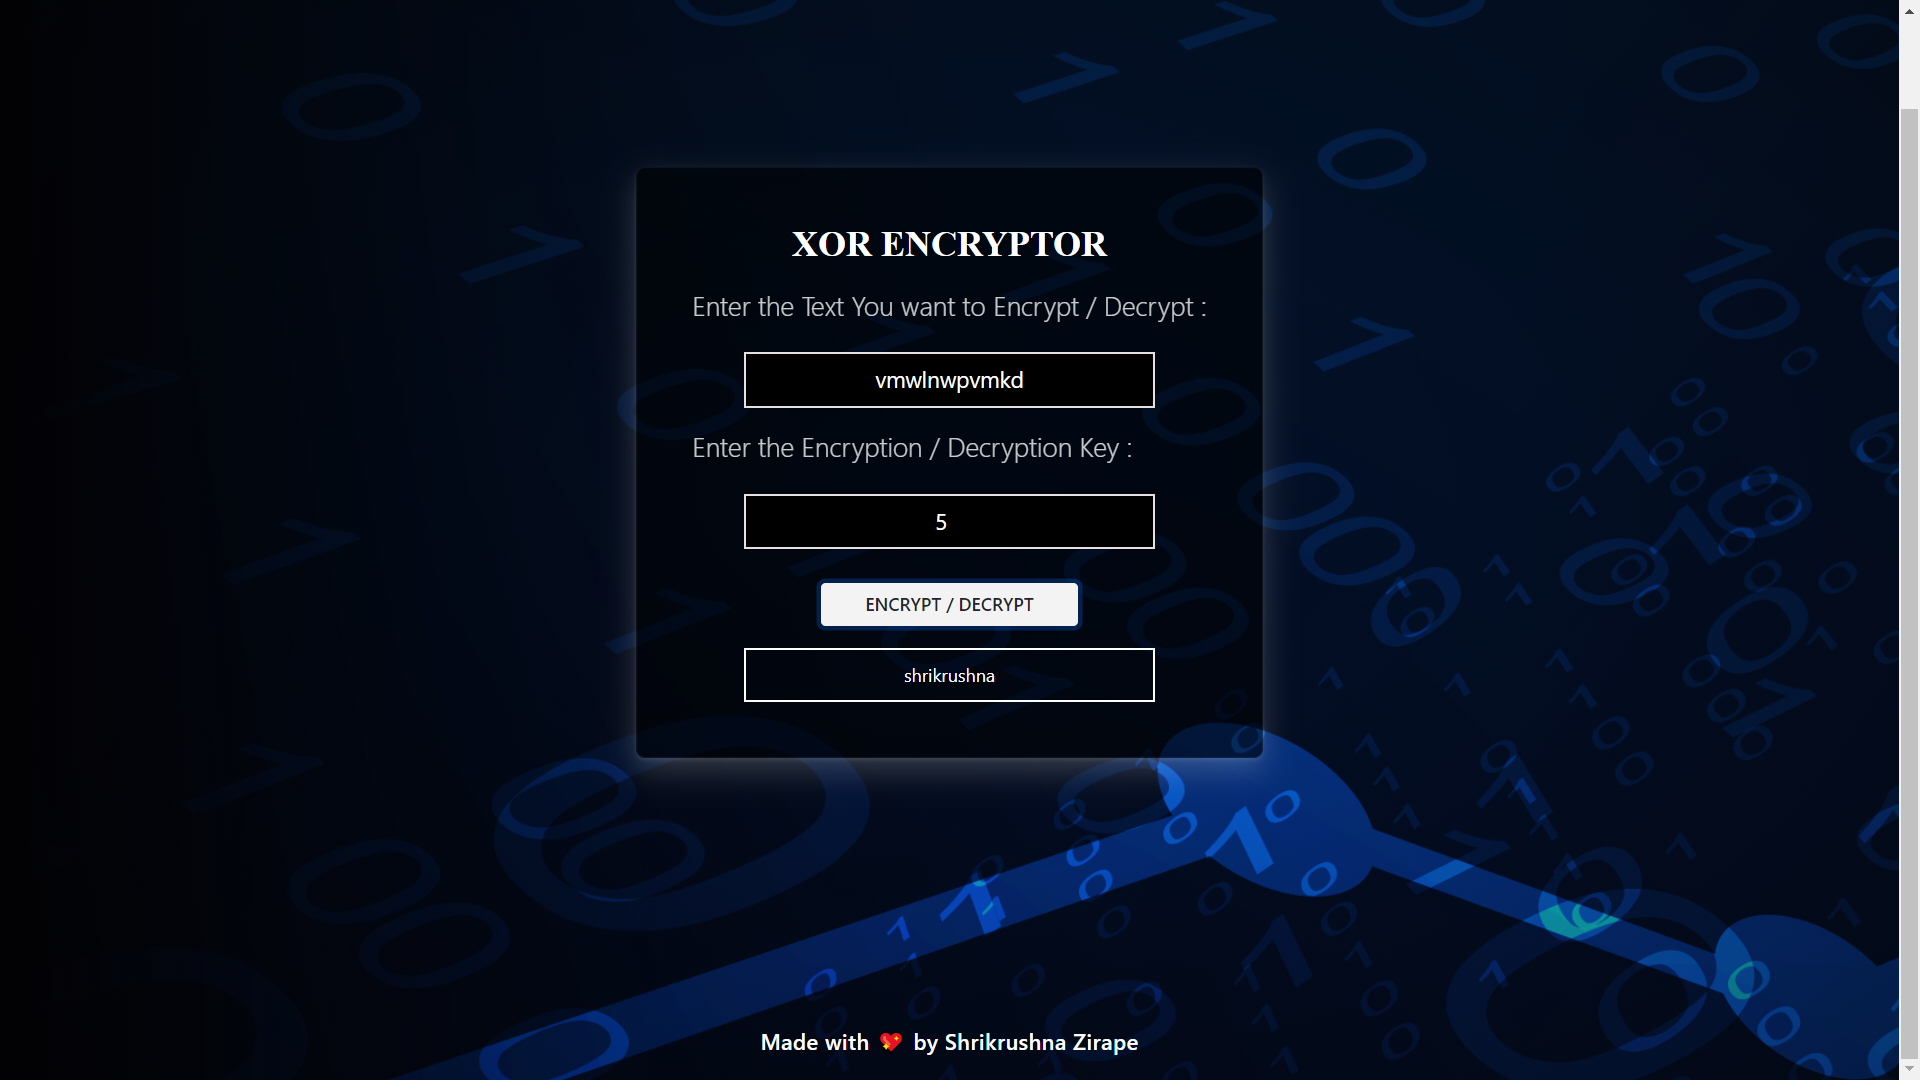 XOR ENCRYPTOR
Enter the Text You want to Encrypt / Decrypt :
vmwlnwpvmkd
Enter the Encryption / Decryption Key :
5
ENCRYPT / DECRYPT
shrikrushna
Made with 💖 by Shrikrushna Zirape